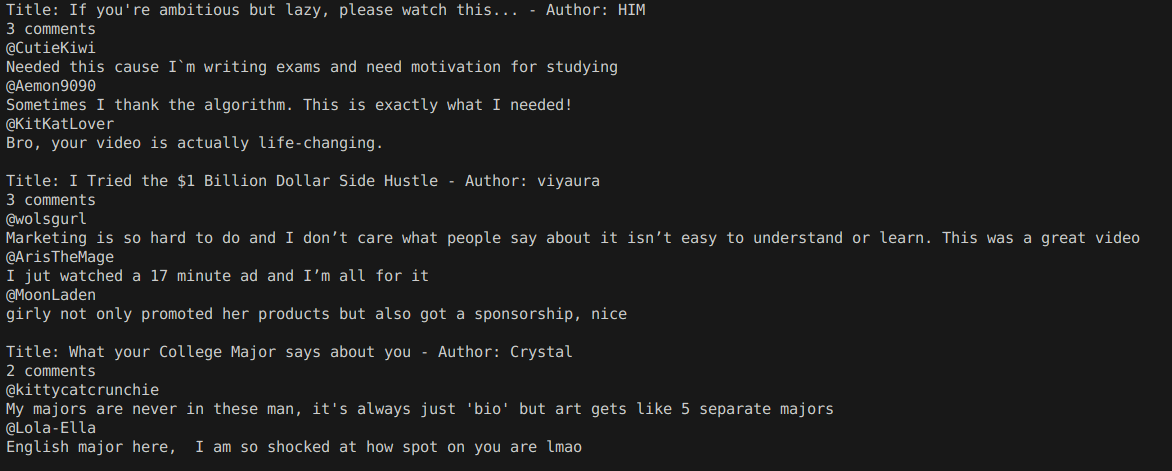 Title: If you're ambitious but lazy, please watch this... - Author: HIM
3 comments
@CutieKiwi
Needed this cause I`m writing exams and need motivation for studying
@Aemon9090
Sometimes I thank the algorithm. This is exactly what I needed!
@KitKatLover
Bro, your video is actually life-changing.
Title: I Tried the $1 Billion Dollar Side Hustle - Author: viyaura
3 comments
@wolsgurl
Marketing is so hard to do and I don’t care what people say about it isn’t easy to understand or learn. This was a great video
@ArisTheMage
I jut watched a 17 minute ad and I’m all for it
@MoonLaden
girly not only promoted her products but also got a sponsorship, nice
Title: What your College Major says about you - Author: Crystal
2 comments
@kittycatcrunchie
My majors are never in these man, it's always just 'bio' but art gets like 5 separate majors
@Lola-Ella
English major here,  I am so shocked at how spot on you are lmao